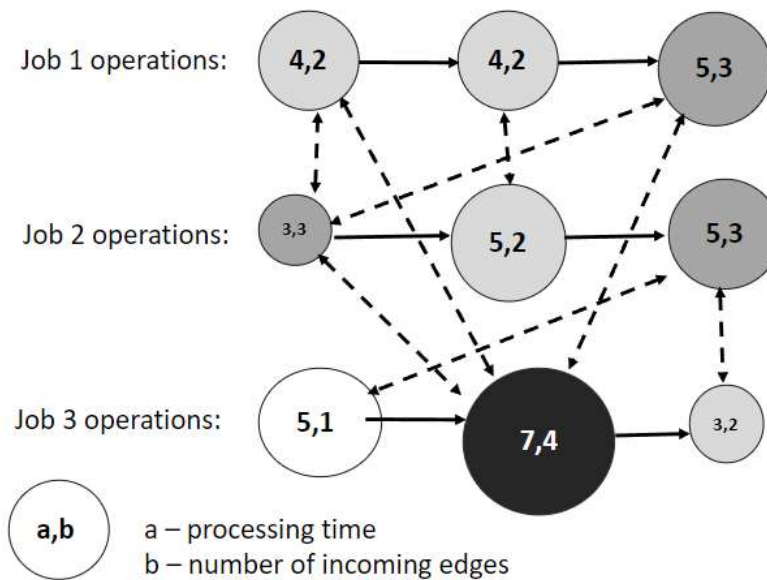 Job 1 operations: 4,2 4,2 5,3
Job 2 operations: 3,3 5,2 5,3
Job 3 operations: 5,1 7,4 3,2
a,b a – processing time
b – number of incoming edges